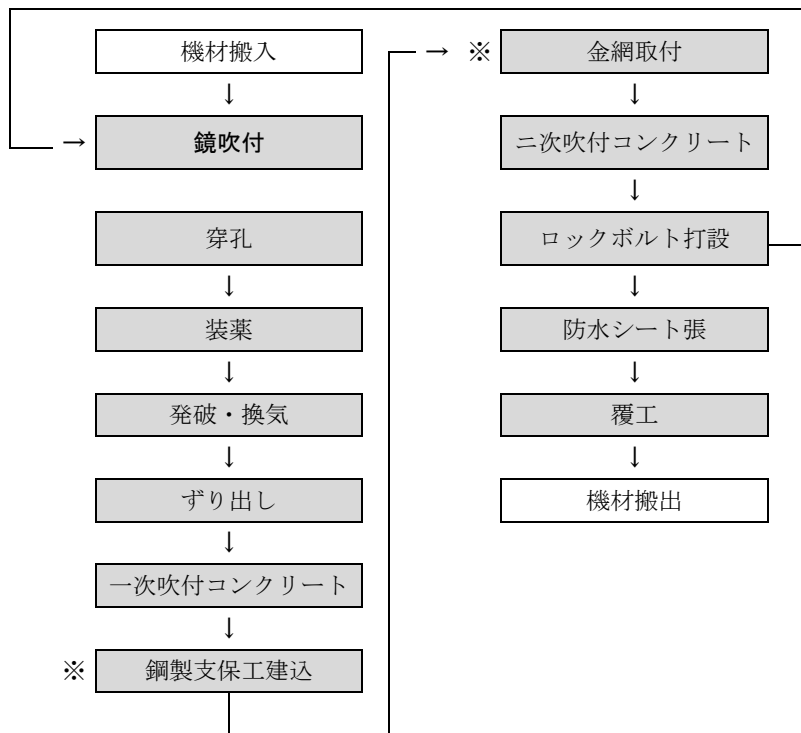 機材搬入
↓
→ 鏡吹付
穿孔
↓
装薬
↓
発破・換気
↓
ずり出し
↓
一次吹付コンクリート
↓
※ 鋼製支保工建込
→ ※ 金網取付
↓
二次吹付コンクリート
↓
ロックボルト打設
↓
防水シート張
↓
覆工
↓
機材搬出